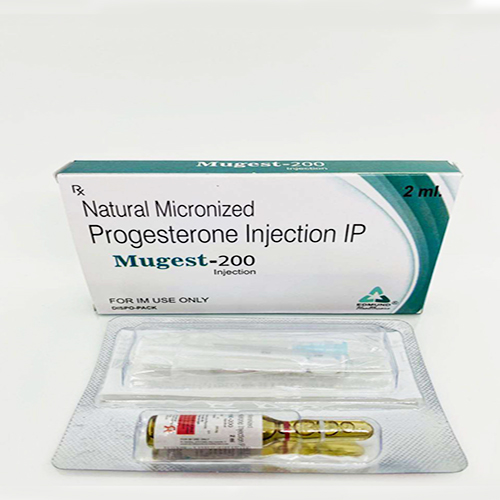 Mugest-200
Injection
Rx
2 ml.
Natural Micronized
Progesterone Injection IP
Mugest-200
Injection
FOR IM USE ONLY
DISPO-PACK
EDMUND